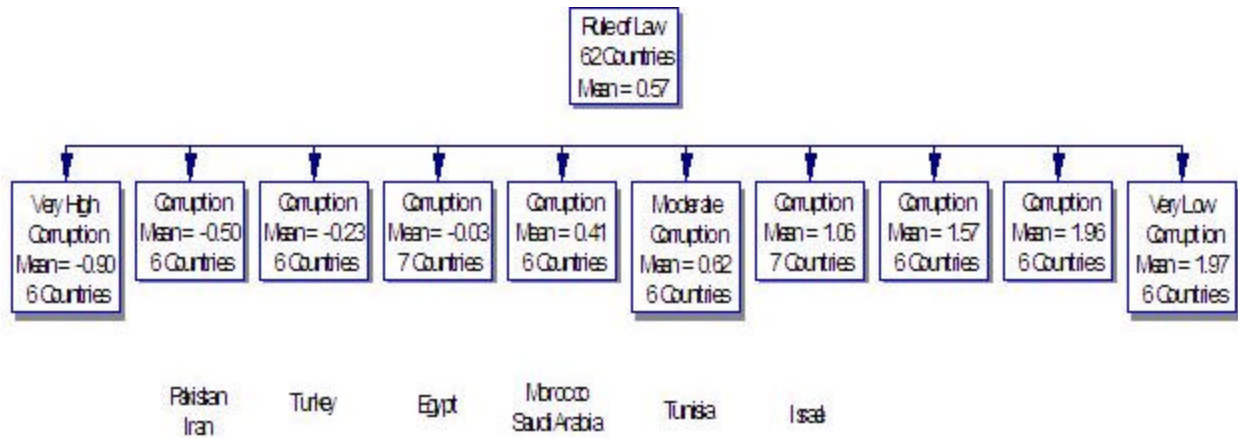 Rule of Law
62 Countries
Mean = 0.57
Very High
Corruption
Mean = -0.90
6 Countries
Corruption
Mean = -0.50
6 Countries
Corruption
Mean = -0.23
6 Countries
Corruption
Mean = -0.03
7 Countries
Corruption
Mean = 0.41
6 Countries
Moderate
Corruption
Mean = 0.62
6 Countries
Corruption
Mean = 1.06
7 Countries
Corruption
Mean = 1.57
6 Countries
Corruption
Mean = 1.96
6 Countries
Very Low
Corruption
Mean = 1.97
6 Countries
Pakistan
Iran
Turkey
Egypt
Morocco
Saudi Arabia
Tunisia
Israel